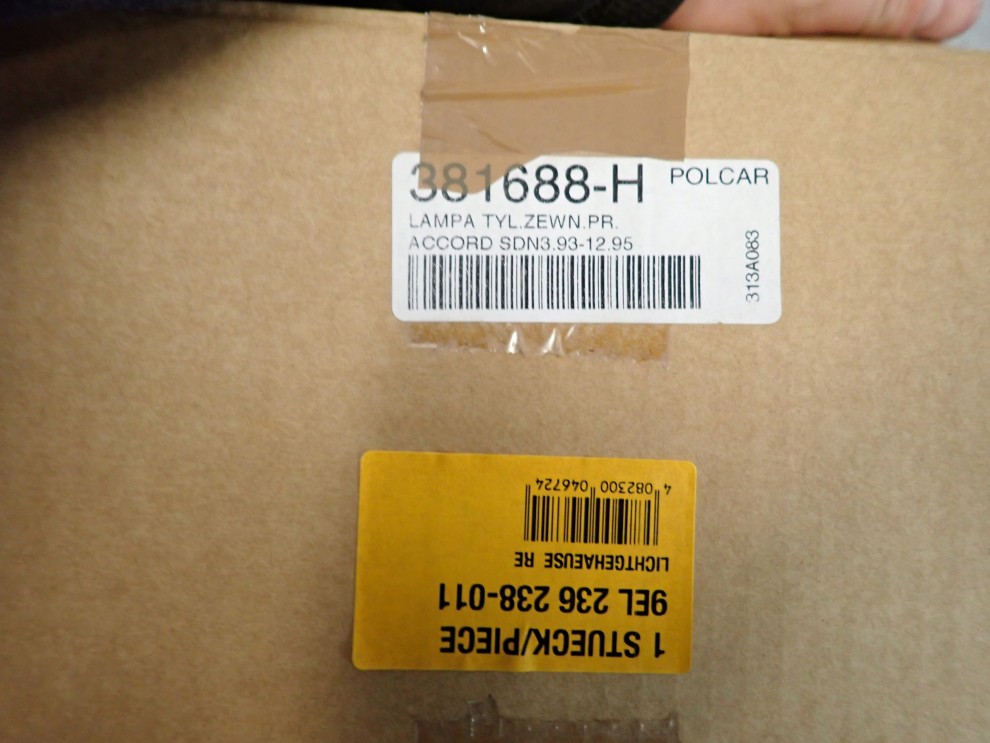 381688-H
POLCAR
LAMPA TYL.ZEWN.PR.
ACCORD SDN3.93-12.95
313A083
1 STUECK/PIECE
9EL 236 238-011
LICHTGEHAEUSE RE
4 082300 046724